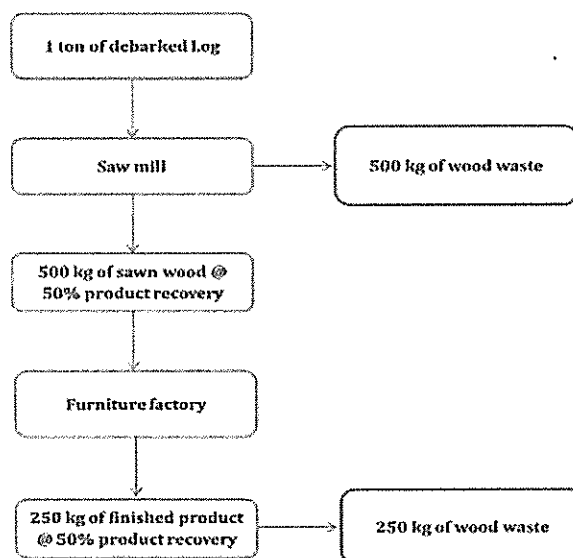 1 ton of debarked Log
Saw mill
500 kg of wood waste
500 kg of sawn wood @
50% product recovery
Furniture factory
250 kg of finished product
@ 50% product recovery
250 kg of wood waste